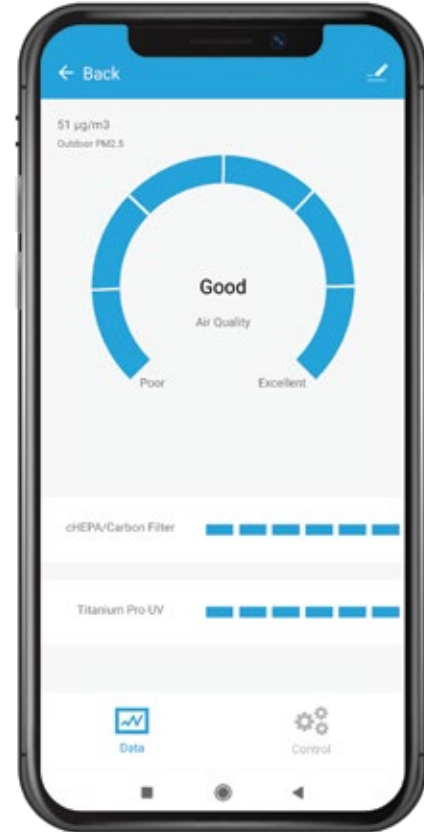 ← Back
51 µg/m3
Outdoor PM2.5
Good
Air Quality
Poor Excellent
cHEPA/Carbon Filter
Titanium Pro UV
Data Control